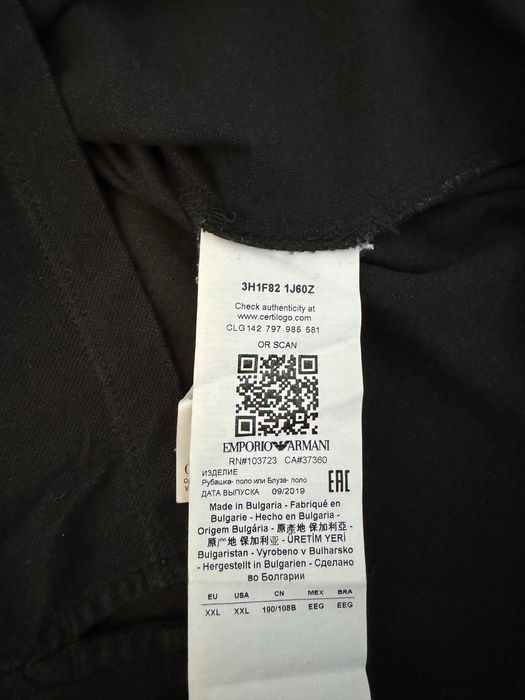 3H1F82 1J60Z
Check authenticity at
www.certilogo.com
CLG 142 797 985 581
OR SCAN
EMPORIO ARMANI
RN#103723 CA#37360
ИЗДЕЛИЕ
Рубашка- поло или Блуза- поло
ДАТА ВЫПУСКА 09/2019
EAC
Made in Bulgaria - Fabriqué en
Bulgarie - Hecho en Bulgaria -
Origem Bulgária - 原產地 保加利亞 -
原产地 保加利亚 - ÜRETİM YERİ
Bulgaristan - Vyrobeno v Bulharsko
- Hergestellt in Bulgarien - Сделано
во Болгарии
EU USA CN MEX BRA
XXL XXL 190/108B EEG EEG